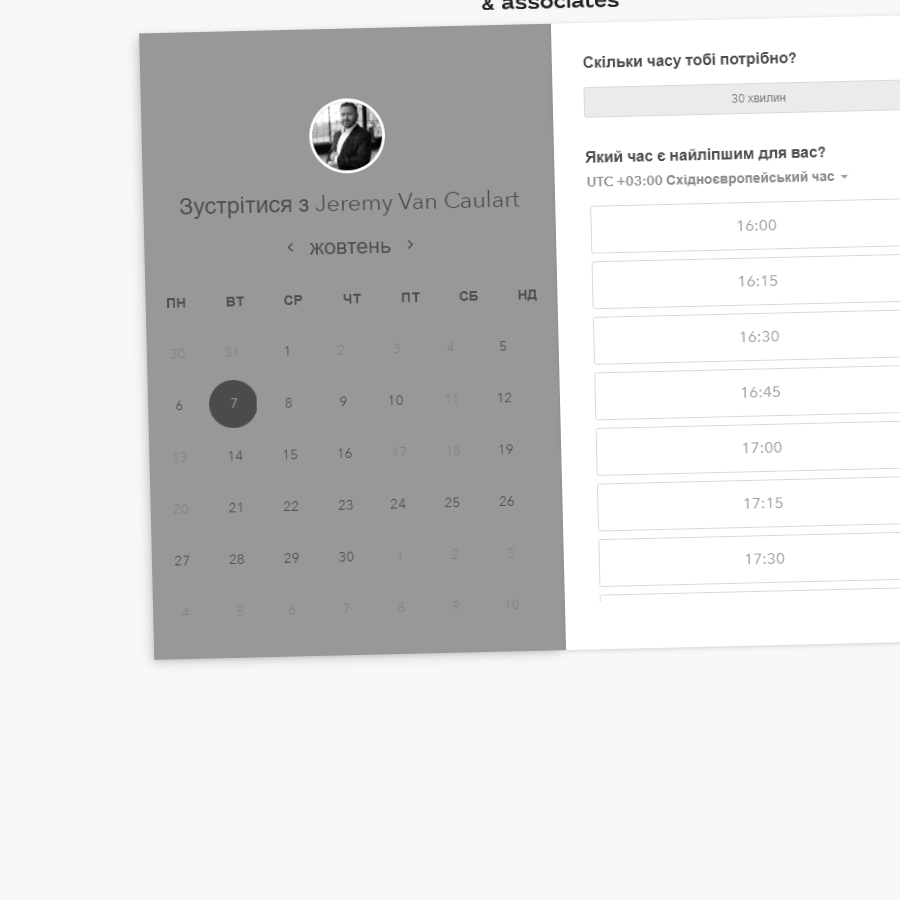 & associates
Зустрітися з Jeremy Van Caulart
жовтень
ПН ВТ СР ЧТ ПТ СБ НД
30 31 1 2 3 4 5
6 7 8 9 10 11 12
13 14 15 16 17 18 19
20 21 22 23 24 25 26
27 28 29 30 1 2 3
4 5 6 7 8 9 10
Скільки часу тобі потрібно?
30 хвилин
Який час є найліпшим для вас?
UTC +03:00 Східноєвропейський час
16:00
16:15
16:30
16:45
17:00
17:15
17:30